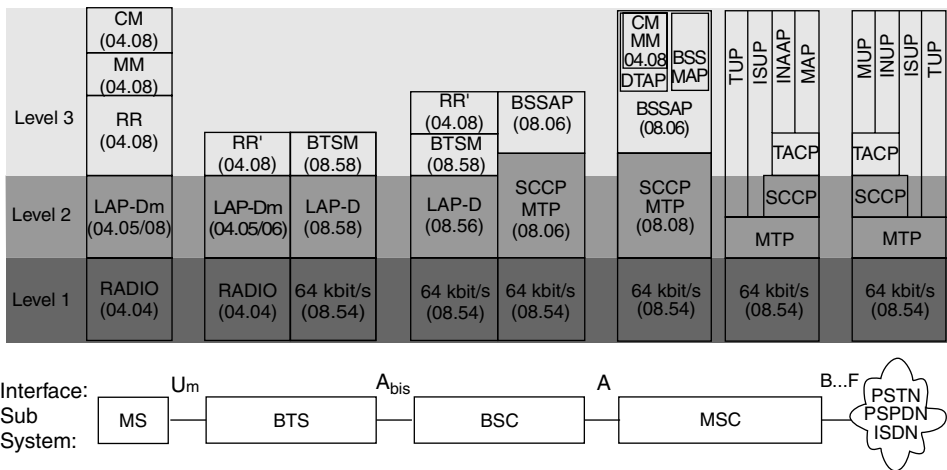 Level 3
Level 2
Level 1
CM
(04.08)
MM
(04.08)
RR
(04.08)
LAP-Dm
(04.05/08)
RADIO
(04.04)
RR'
(04.08)
LAP-Dm
(04.05/06)
RADIO
(04.04)
BTSM
(08.58)
LAP-D
(08.58)
64 kbit/s
(08.54)
RR'
(04.08)
BTSM
(08.58)
LAP-D
(08.56)
64 kbit/s
(08.54)
BSSAP
(08.06)
SCCP
MTP
(08.06)
64 kbit/s
(08.54)
CM
MM
04.08
DTAP
BSS
MAP
BSSAP
(08.06)
SCCP
MTP
(08.08)
64 kbit/s
(08.54)
TUP
ISUP
INAAP
MAP
TACP
SCCP
MTP
64 kbit/s
(08.54)
MUP
INUP
ISUP
TUP
TACP
SCCP
MTP
64 kbit/s
(08.54)
Interface:
Um
Abis
A
B...F
Sub
System:
MS
BTS
BSC
MSC
PSTN
PSPDN
ISDN